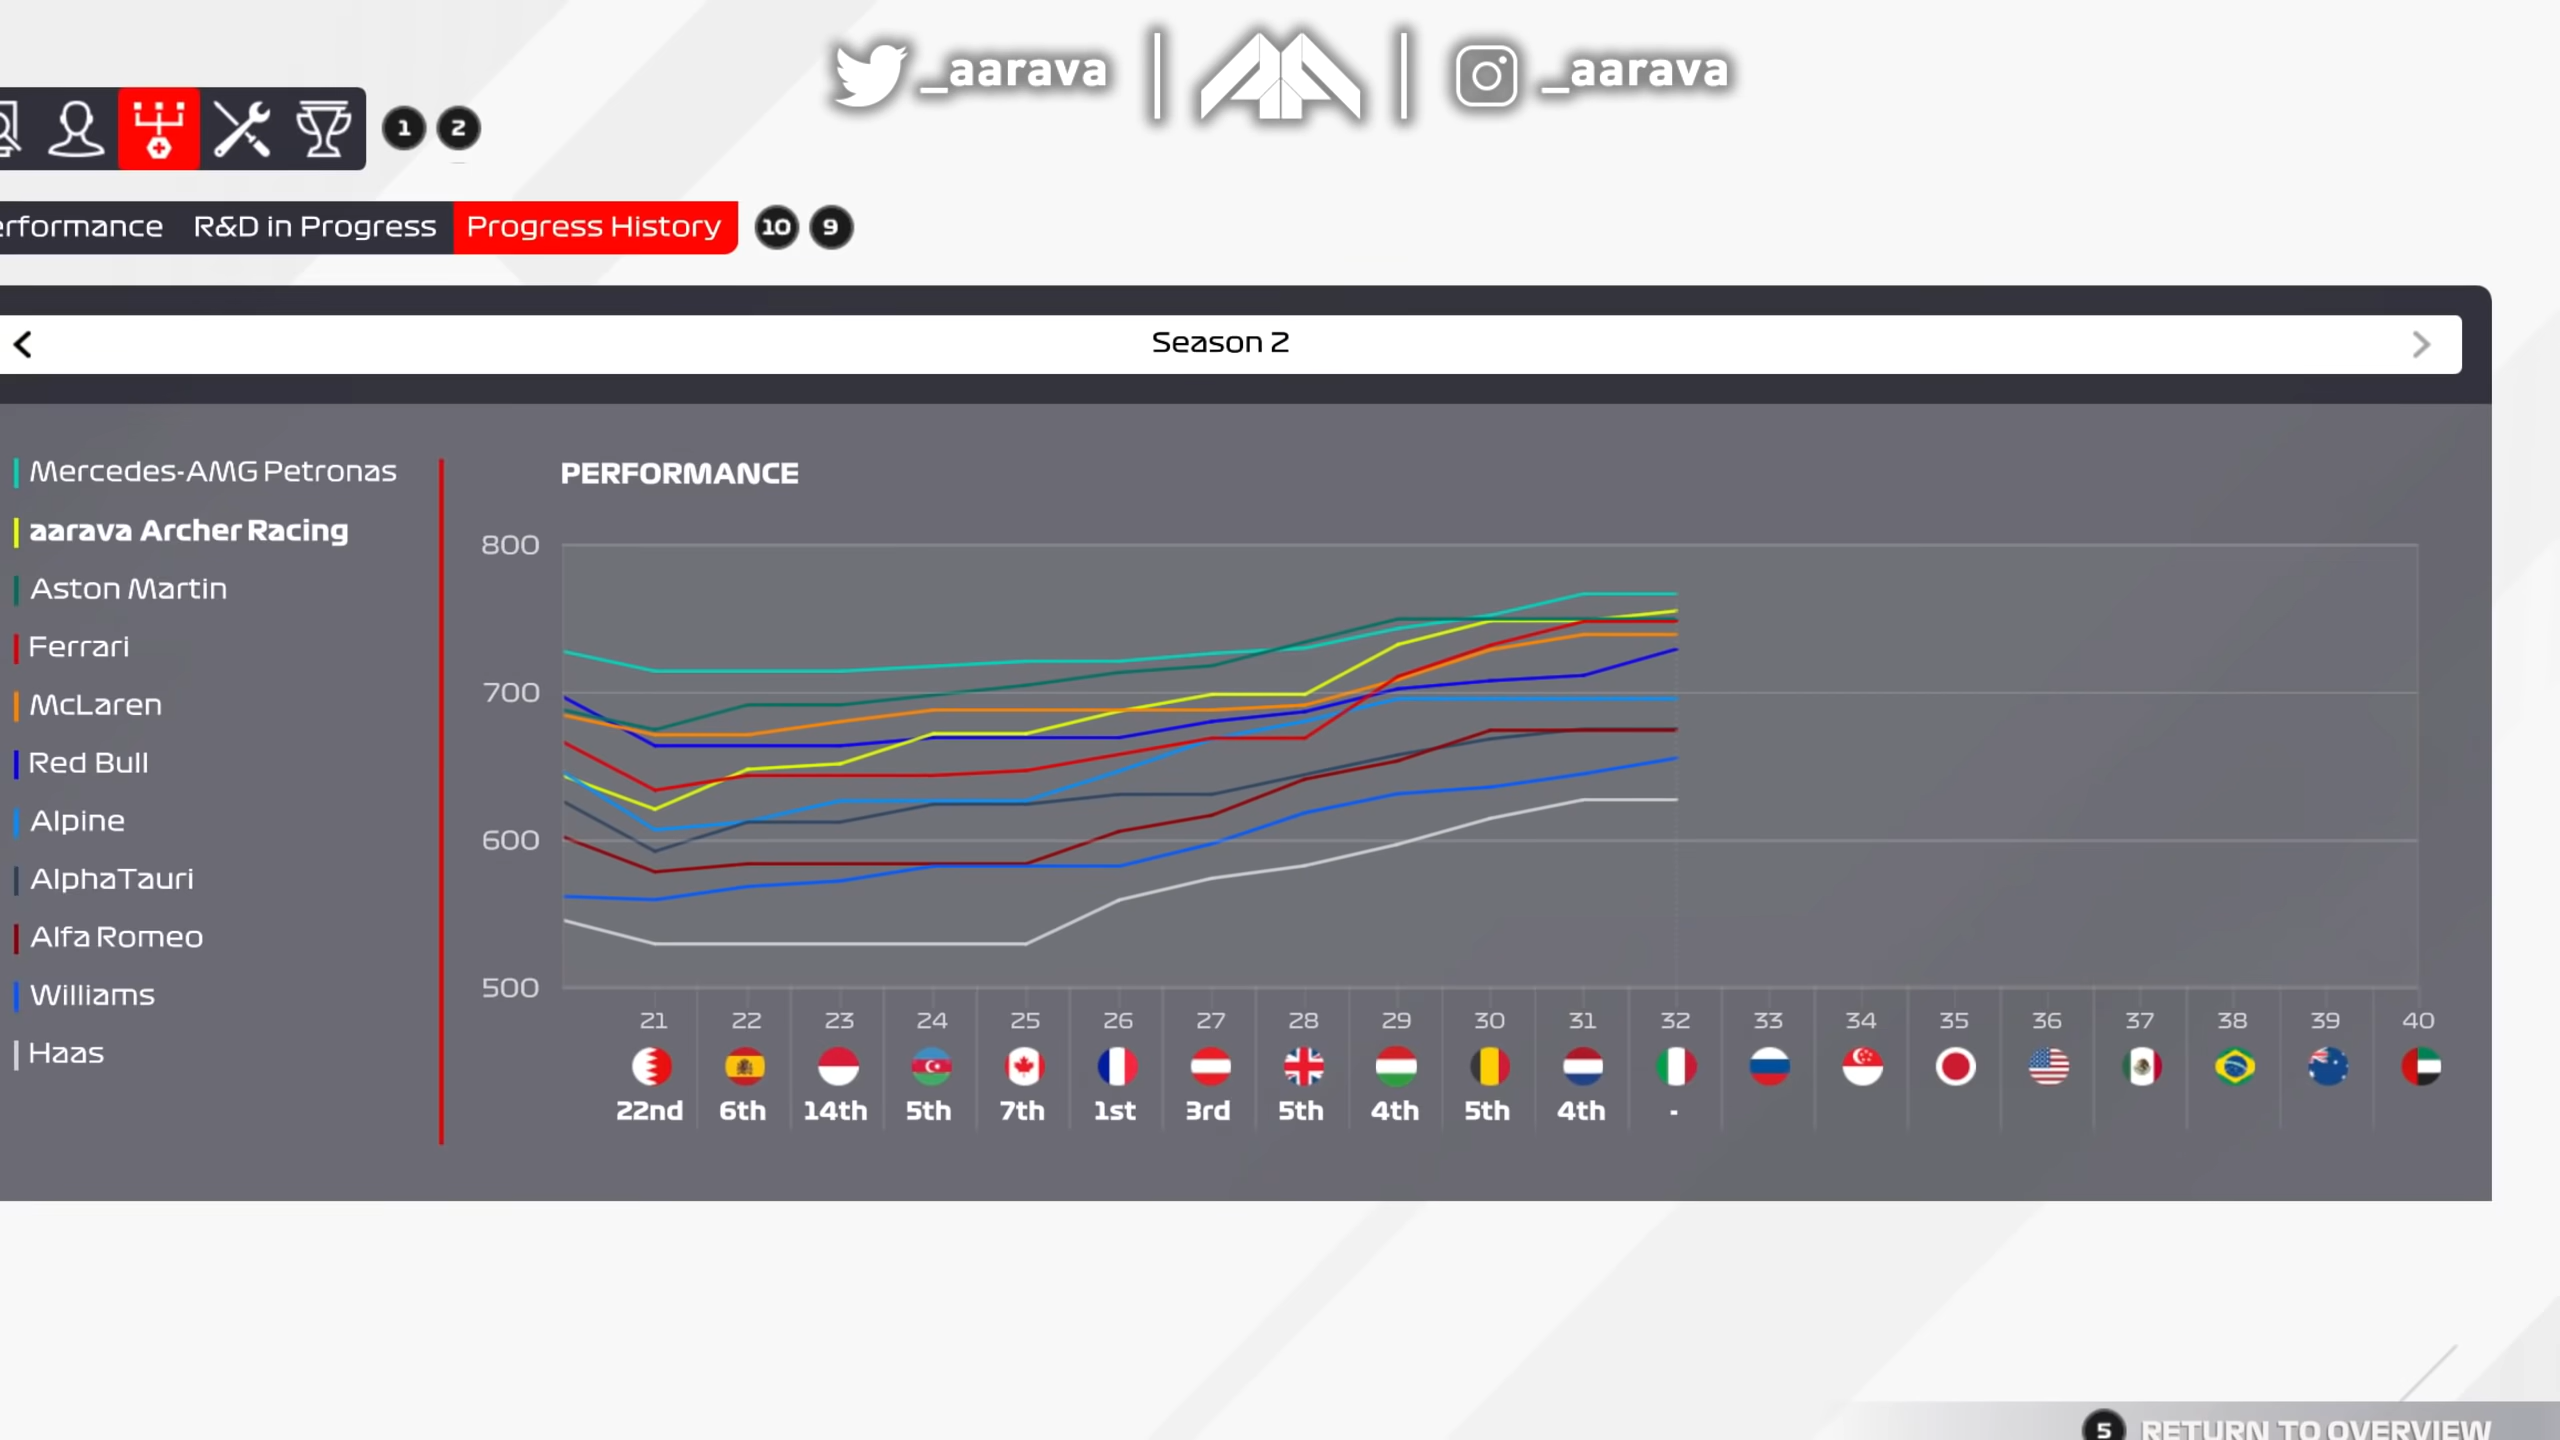 _aarava | | _aarava
1 2
erformance R&D in Progress Progress History 10 9
Season 2
Mercedes-AMG Petronas
aarava Archer Racing
Aston Martin
Ferrari
McLaren
Red Bull
Alpine
AlphaTauri
Alfa Romeo
Williams
Haas
PERFORMANCE
800
700
600
500
21 22 23 24 25 26 27 28 29 30 31 32 33 34 35 36 37 38 39 40
22nd 6th 14th 5th 7th 1st 3rd 5th 4th 5th 4th -
5 RETURN TO OVERVIEW